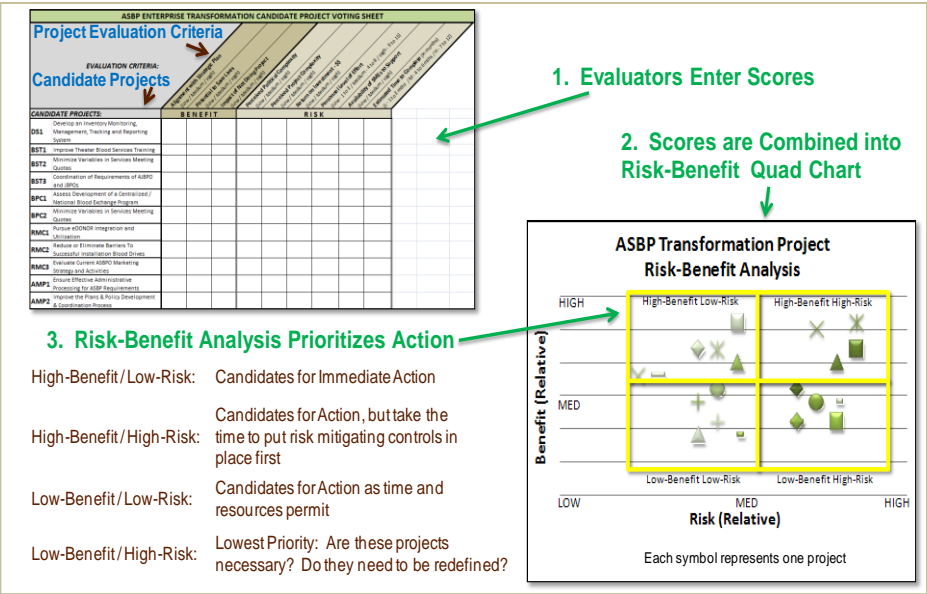 ASBP ENTERPRISE TRANSFORMATION CANDIDATE PROJECT VOTING SHEET
Project Evaluation Criteria
EVALUATION CRITERIA:
Candidate Projects
Alignment with Strategic Plan
CANDIDATE PROJECTS:
BENEFIT
RISK
DS1 Develop an Inventory Monitoring,
Management, Tracking and Reporting
System
BST1 Improve Theater Blood Services Training
BST2 Minimize Variables in Services Meeting
Quotas
BST3 Coordination of Requirements of AJBPO
and JBPOs
BPC1 Assess Development of a Centralized /
National Blood Exchange Program
BPC2 Minimize Variables in Services Meeting
Quotas
RMC1 Pursue eDONOR Integration and
Utilization
RMC2 Reduce or Eliminate Barriers To
Successful Installation Blood Drives
RMC3 Evaluate Current ASBPO Marketing
Strategy and Activities
AMP1 Ensure Effective Administrative
Processing for ASBP Requirements
AMP2 Improve the Plans & Policy Development
& Coordination Process
1. Evaluators Enter Scores
2. Scores are Combined into
Risk-Benefit Quad Chart
ASBP Transformation Project
Risk-Benefit Analysis
HIGH
High-Benefit Low-Risk
High-Benefit High-Risk
Benefit (Relative)
MED
Low-Benefit Low-Risk
Low-Benefit High-Risk
LOW
MED
HIGH
Risk (Relative)
Each symbol represents one project
3. Risk-Benefit Analysis Prioritizes Action
High-Benefit / Low-Risk: Candidates for Immediate Action
High-Benefit / High-Risk: Candidates for Action, but take the
time to put risk mitigating controls in
place first
Low-Benefit / Low-Risk: Candidates for Action as time and
resources permit
Low-Benefit / High-Risk: Lowest Priority: Are these projects
necessary? Do they need to be redefined?